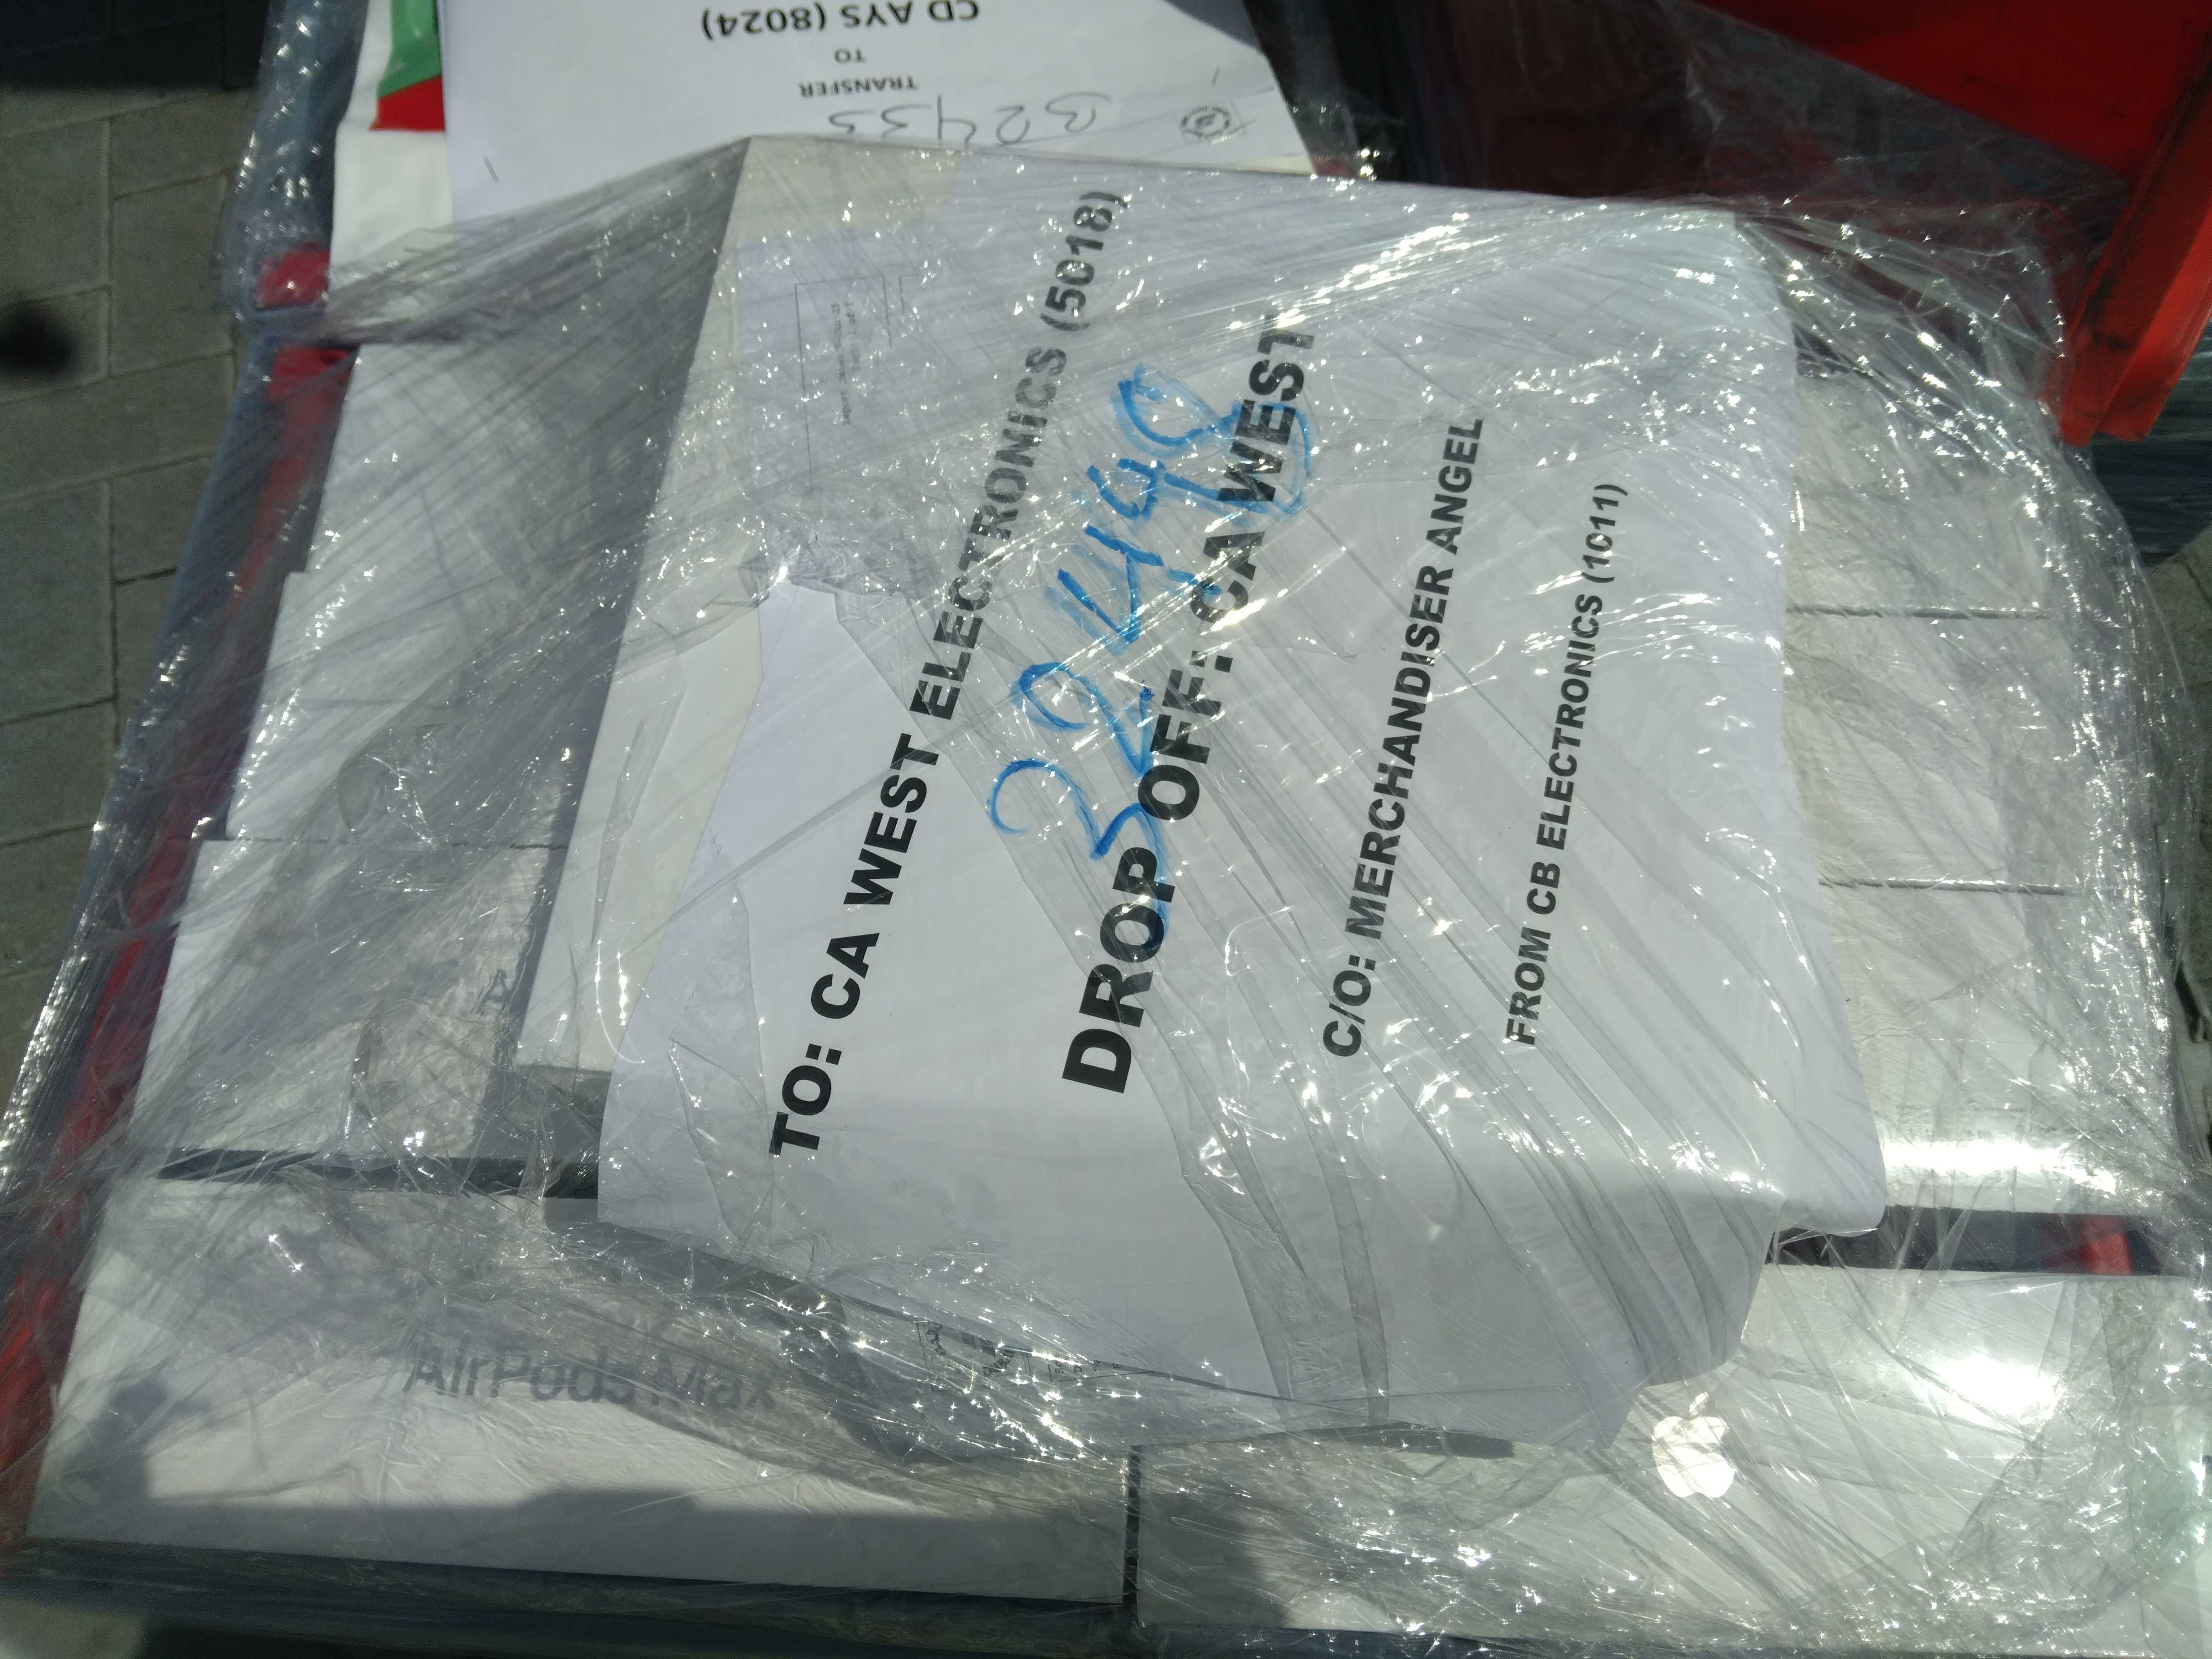 TO: CA WEST ELECTRONICS (5018)
32448
DROP OFF: CA WEST
C/O: MERCHANDISER ANGEL
FROM CB ELECTRONICS (1011)
32433
TRANSFER
TO
CD AYS (8024)
AirPods Max